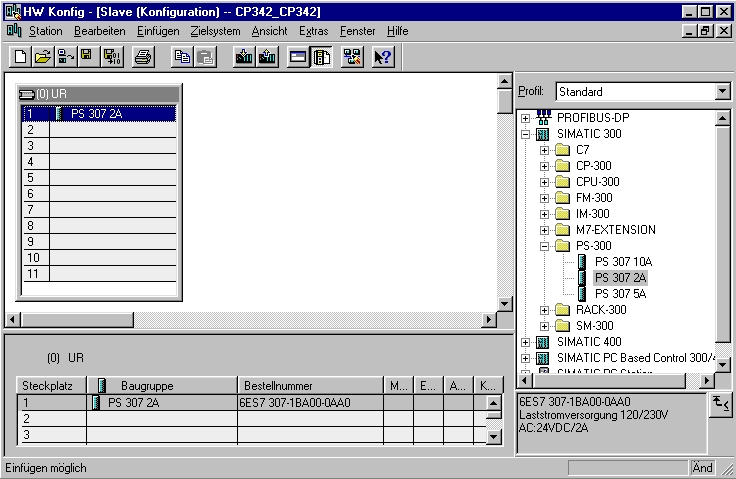 HW Konfig - [Slave (Konfiguration) -- CP342_CP342]
Station Bearbeiten Einfügen Zielsystem Ansicht Extras Fenster Hilfe
(0) UR
1 PS 307 2A
2
3
4
5
6
7
8
9
10
11
Profil: Standard
PROFIBUS-DP
SIMATIC 300
C7
CP-300
CPU-300
FM-300
IM-300
M7-EXTENSION
PS-300
PS 307 10A
PS 307 2A
PS 307 5A
RACK-300
SM-300
SIMATIC 400
SIMATIC PC Based Control 300/4
SIMATIC PC Station
(0) UR
Steckplatz Baugruppe Bestellnummer M... E... A... K...
1 PS 307 2A 6ES7 307-1BA00-0AA0
2
3
6ES7 307-1BA00-0AA0
Laststromversorgung 120/230V
AC:24VDC/2A
Einfügen möglich Änd